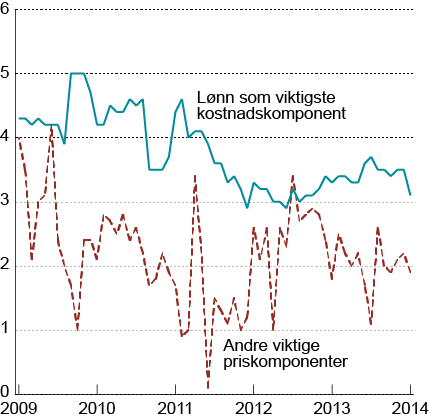 6
5
Lønn som viktigste
kostnadskomponent
4
3
2
1
Andre viktige
priskomponenter
0
2009 2010 2011 2012 2013 2014